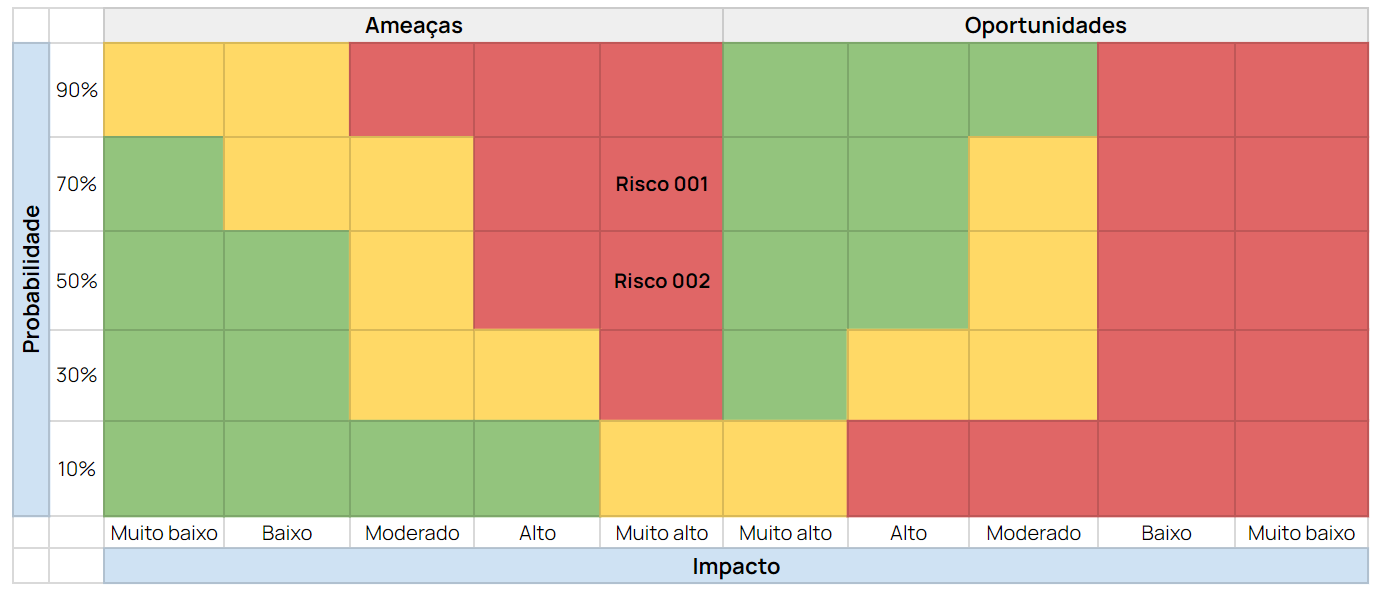 Ameaças
Oportunidades
Probabilidade
90%
70%
Risco 001
50%
Risco 002
30%
10%
Muito baixo
Baixo
Moderado
Alto
Muito alto
Muito alto
Alto
Moderado
Baixo
Muito baixo
Impacto